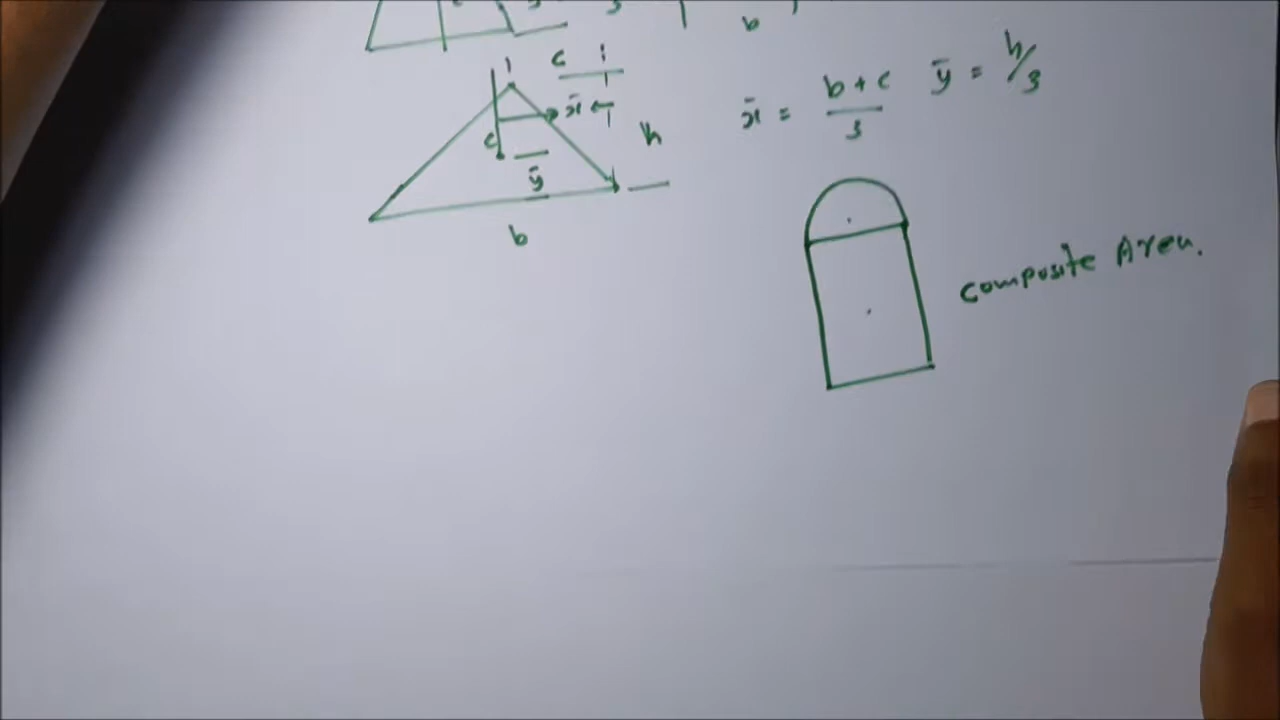 b
c
x̄
h
c
ȳ
b
x̄ = b + c / 3 ȳ = h/3
composite Area.